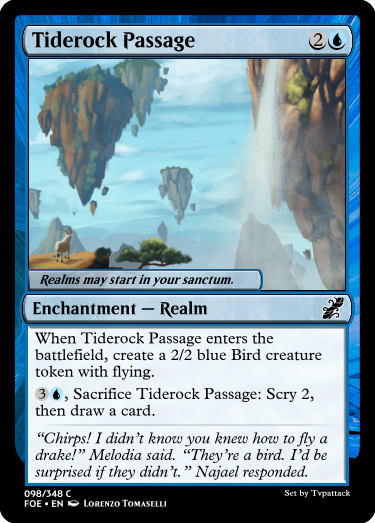 Tiderock Passage 2
Realms may start in your sanctum.
Enchantment — Realm
When Tiderock Passage enters the
battlefield, create a 2/2 blue Bird creature
token with flying.
3, Sacrifice Tiderock Passage: Scry 2,
then draw a card.
“Chirps! I didn’t know you knew how to fly a
drake!” Melodia said. “They’re a bird. I’d be
surprised if they didn’t.” Najael responded.
098/348 C
FOE • EN Lorenzo Tomaselli
Set by Tvpattack